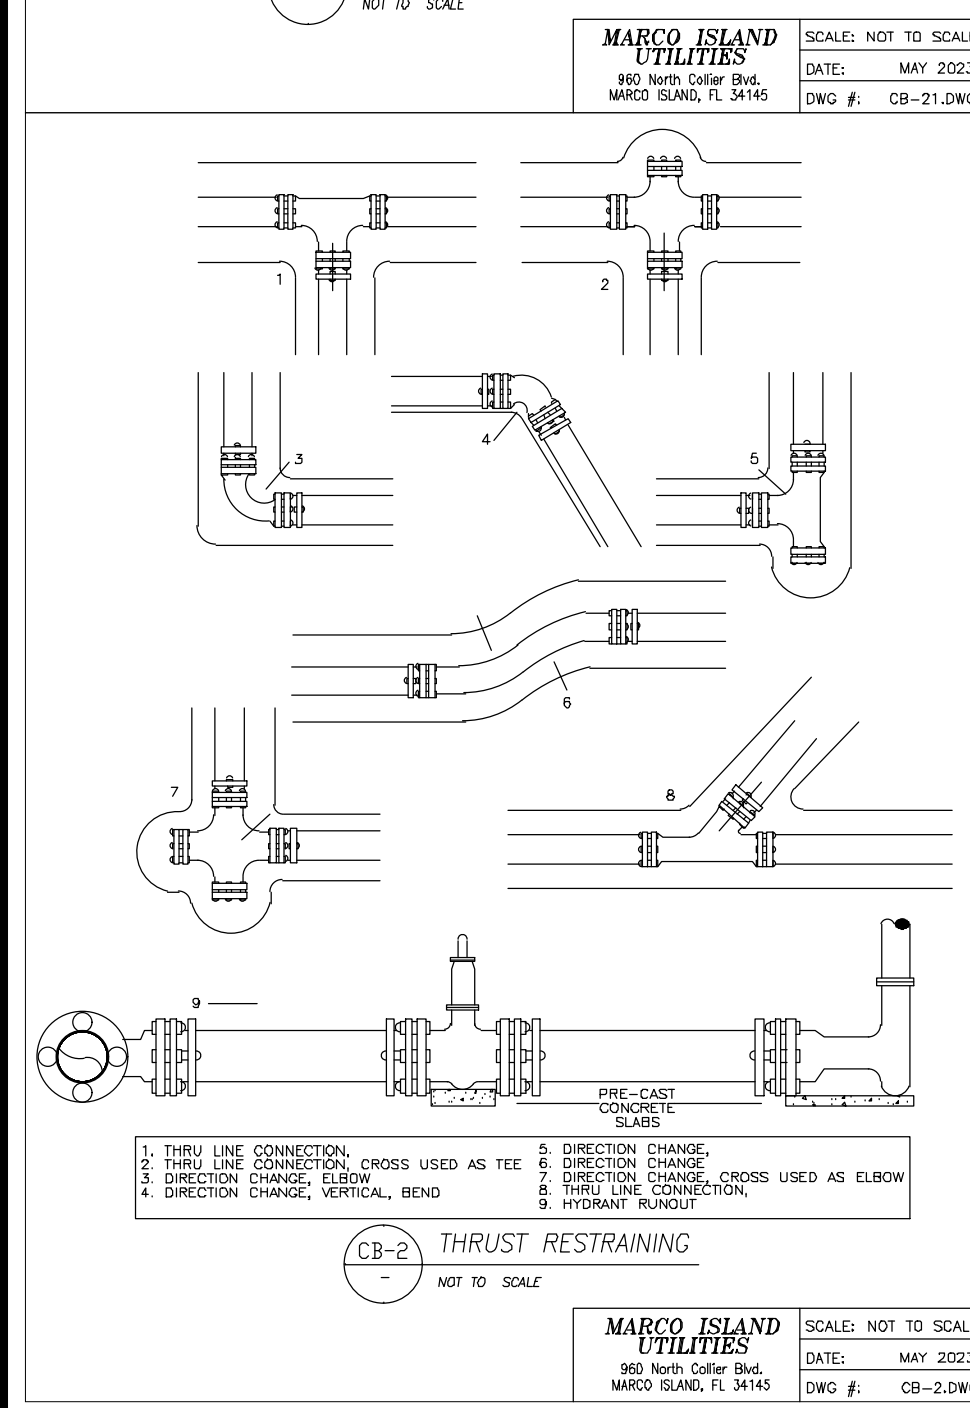 NOT TO SCALE
MARCO ISLAND
UTILITIES
960 North Collier Blvd.
MARCO ISLAND, FL 34145
SCALE: NOT TO SCALE
DATE: MAY 2023
DWG #: CB-21.DWG
1
2
3
4
5
6
7
8
9
PRE-CAST
CONCRETE
SLABS
1. THRU LINE CONNECTION,
2. THRU LINE CONNECTION, CROSS USED AS TEE
3. DIRECTION CHANGE, ELBOW
4. DIRECTION CHANGE, VERTICAL, BEND
5. DIRECTION CHANGE,
6. DIRECTION CHANGE
7. DIRECTION CHANGE, CROSS USED AS ELBOW
8. THRU LINE CONNECTION,
9. HYDRANT RUNOUT
CB-2
-
THRUST RESTRAINING
NOT TO SCALE
MARCO ISLAND
UTILITIES
960 North Collier Blvd.
MARCO ISLAND, FL 34145
SCALE: NOT TO SCAL
DATE: MAY 2023
DWG #: CB-2.DWG